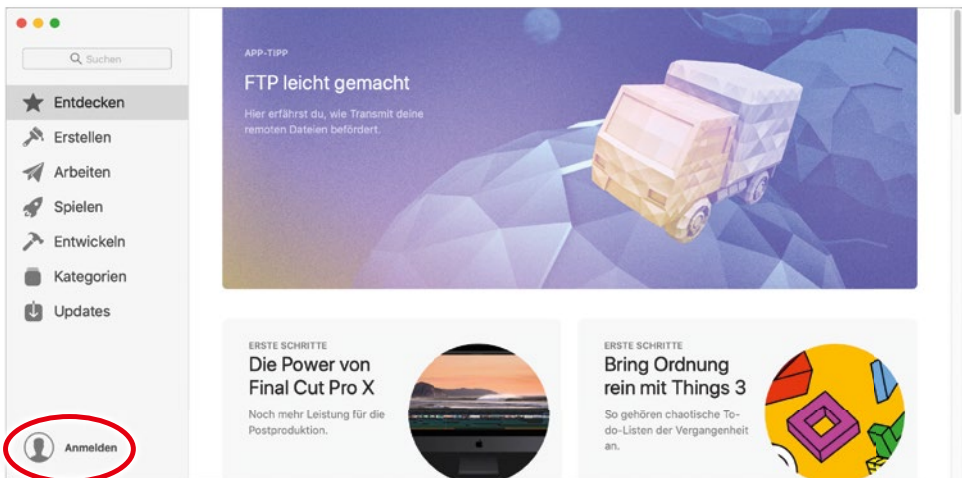 Suchen
Entdecken
Erstellen
Arbeiten
Spielen
Entwickeln
Kategorien
Updates
Anmelden
APP-TIPP
FTP leicht gemacht
Hier erfährst du, wie Transmit deine
remoten Dateien befördert.
ERSTE SCHRITTE
Die Power von
Final Cut Pro X
Noch mehr Leistung für die
Postproduktion.
ERSTE SCHRITTE
Bring Ordnung
rein mit Things 3
So gehören chaotische To-
do-Listen der Vergangenheit
an.